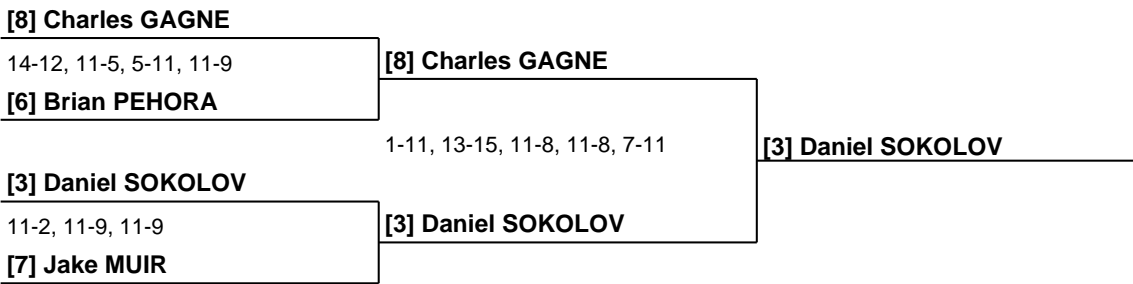 [8] Charles GAGNE
14-12, 11-5, 5-11, 11-9
[8] Charles GAGNE
[6] Brian PEHORA
1-11, 13-15, 11-8, 11-8, 7-11
[3] Daniel SOKOLOV
[3] Daniel SOKOLOV
11-2, 11-9, 11-9
[3] Daniel SOKOLOV
[7] Jake MUIR